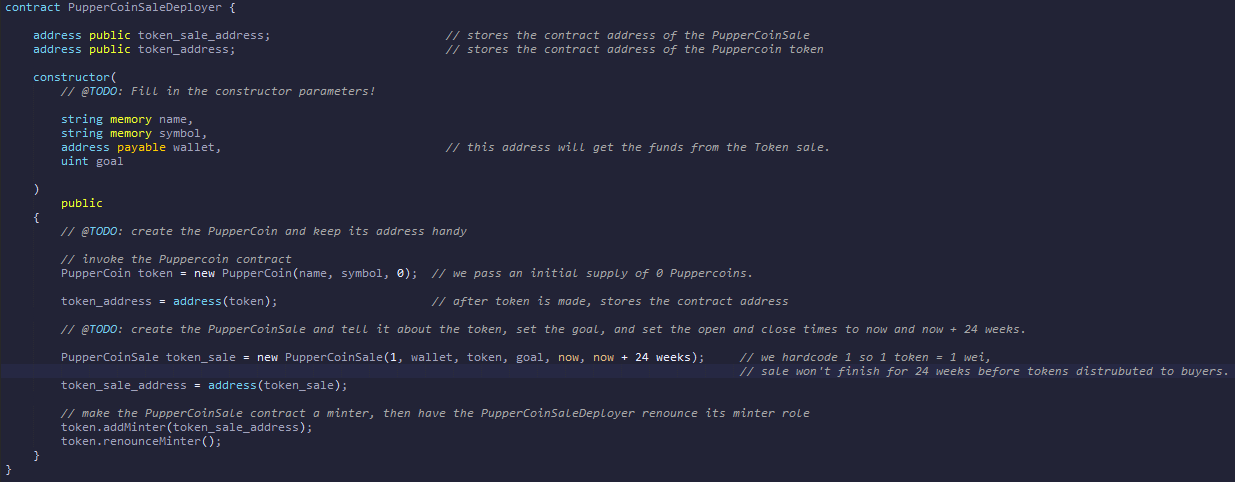 contract PupperCoinSaleDeployer {
address public token_sale_address; // stores the contract address of the PupperCoinSale
address public token_address; // stores the contract address of the Puppercoin token
constructor(
// @TODO: Fill in the constructor parameters!
string memory name,
string memory symbol,
address payable wallet, // this address will get the funds from the Token sale.
uint goal
)
public
{
// @TODO: create the PupperCoin and keep its address handy
// invoke the Puppercoin contract
PupperCoin token = new PupperCoin(name, symbol, 0); // we pass an initial supply of 0 Puppercoins.
token_address = address(token); // after token is made, stores the contract address
// @TODO: create the PupperCoinSale and tell it about the token, set the goal, and set the open and close times to now and now + 24 weeks.
PupperCoinSale token_sale = new PupperCoinSale(1, wallet, token, goal, now, now + 24 weeks); // we hardcode 1 so 1 token = 1 wei,
// sale won't finish for 24 weeks before tokens distrubuted to buyers.
token_sale_address = address(token_sale);
// make the PupperCoinSale contract a minter, then have the PupperCoinSaleDeployer renounce its minter role
token.addMinter(token_sale_address);
token.renounceMinter();
}
}